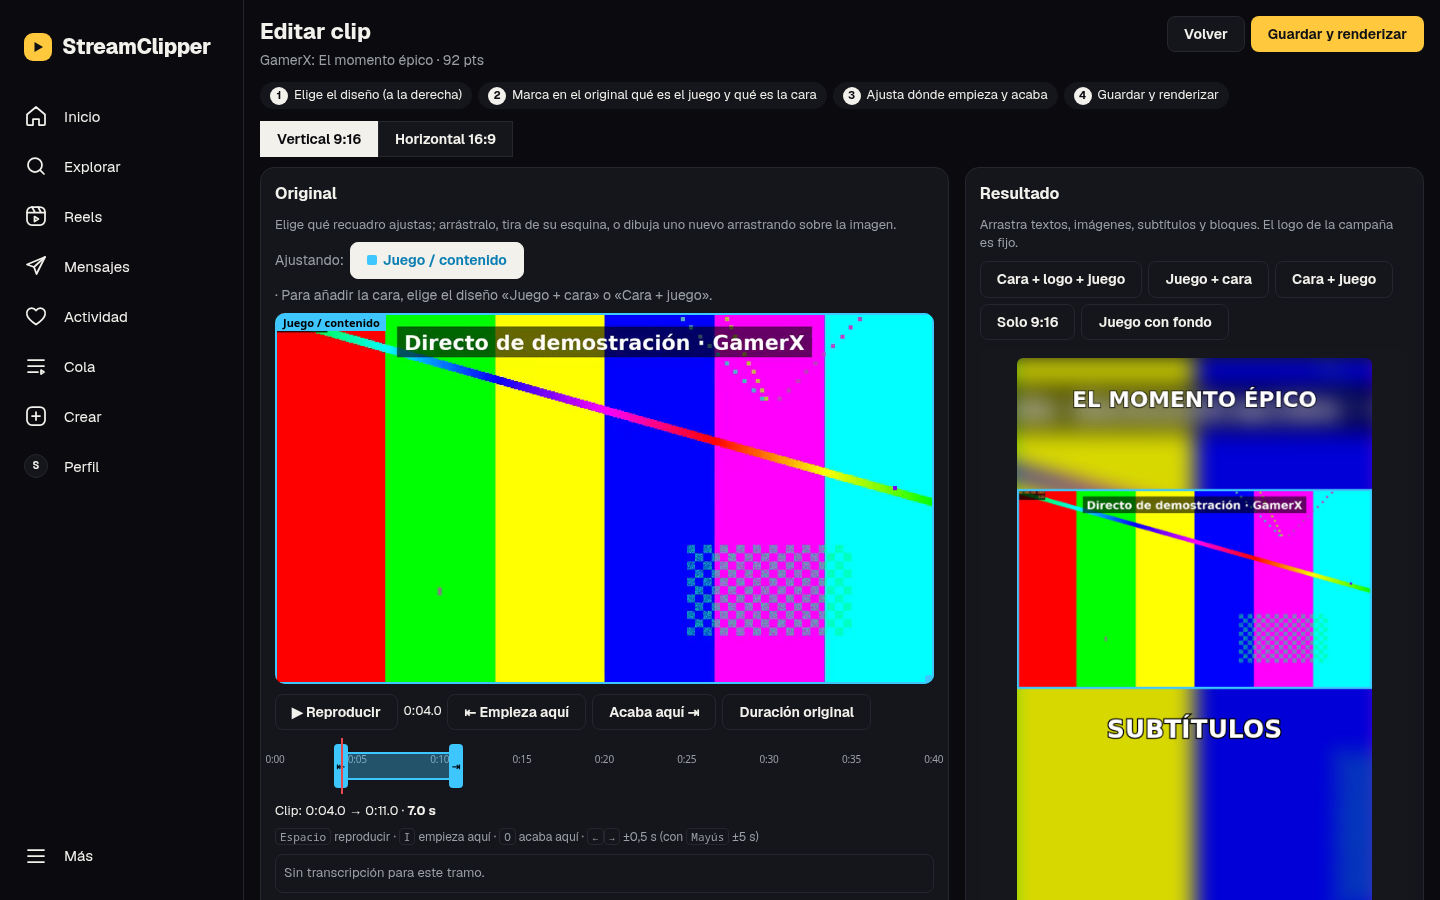 StreamClipper
Inicio
Explorar
Reels
Mensajes
Actividad
Cola
Crear
S Perfil
Más
Editar clip
GamerX: El momento épico · 92 pts
Volver
Guardar y renderizar
1 Elige el diseño (a la derecha)
2 Marca en el original qué es el juego y qué es la cara
3 Ajusta dónde empieza y acaba
4 Guardar y renderizar
Vertical 9:16
Horizontal 16:9
Original
Elige qué recuadro ajustas; arrástralo, tira de su esquina, o dibuja uno nuevo arrastrando sobre la imagen.
Ajustando: Juego / contenido
· Para añadir la cara, elige el diseño «Juego + cara» o «Cara + juego».
Juego / contenido
Directo de demostración · GamerX
▶ Reproducir 0:04.0 ⇤ Empieza aquí Acaba aquí ⇥ Duración original
0:00 0:05 0:10 0:15 0:20 0:25 0:30 0:35 0:40
Clip: 0:04.0 → 0:11.0 · 7.0 s
Espacio reproducir · I empieza aquí · O acaba aquí · ← → ±0,5 s (con Mayús ±5 s)
Sin transcripción para este tramo.
Resultado
Arrastra textos, imágenes, subtítulos y bloques. El logo de la campaña
es fijo.
Cara + logo + juego
Juego + cara
Cara + juego
Solo 9:16
Juego con fondo
EL MOMENTO ÉPICO
Directo de demostración · GamerX
SUBTÍTULOS